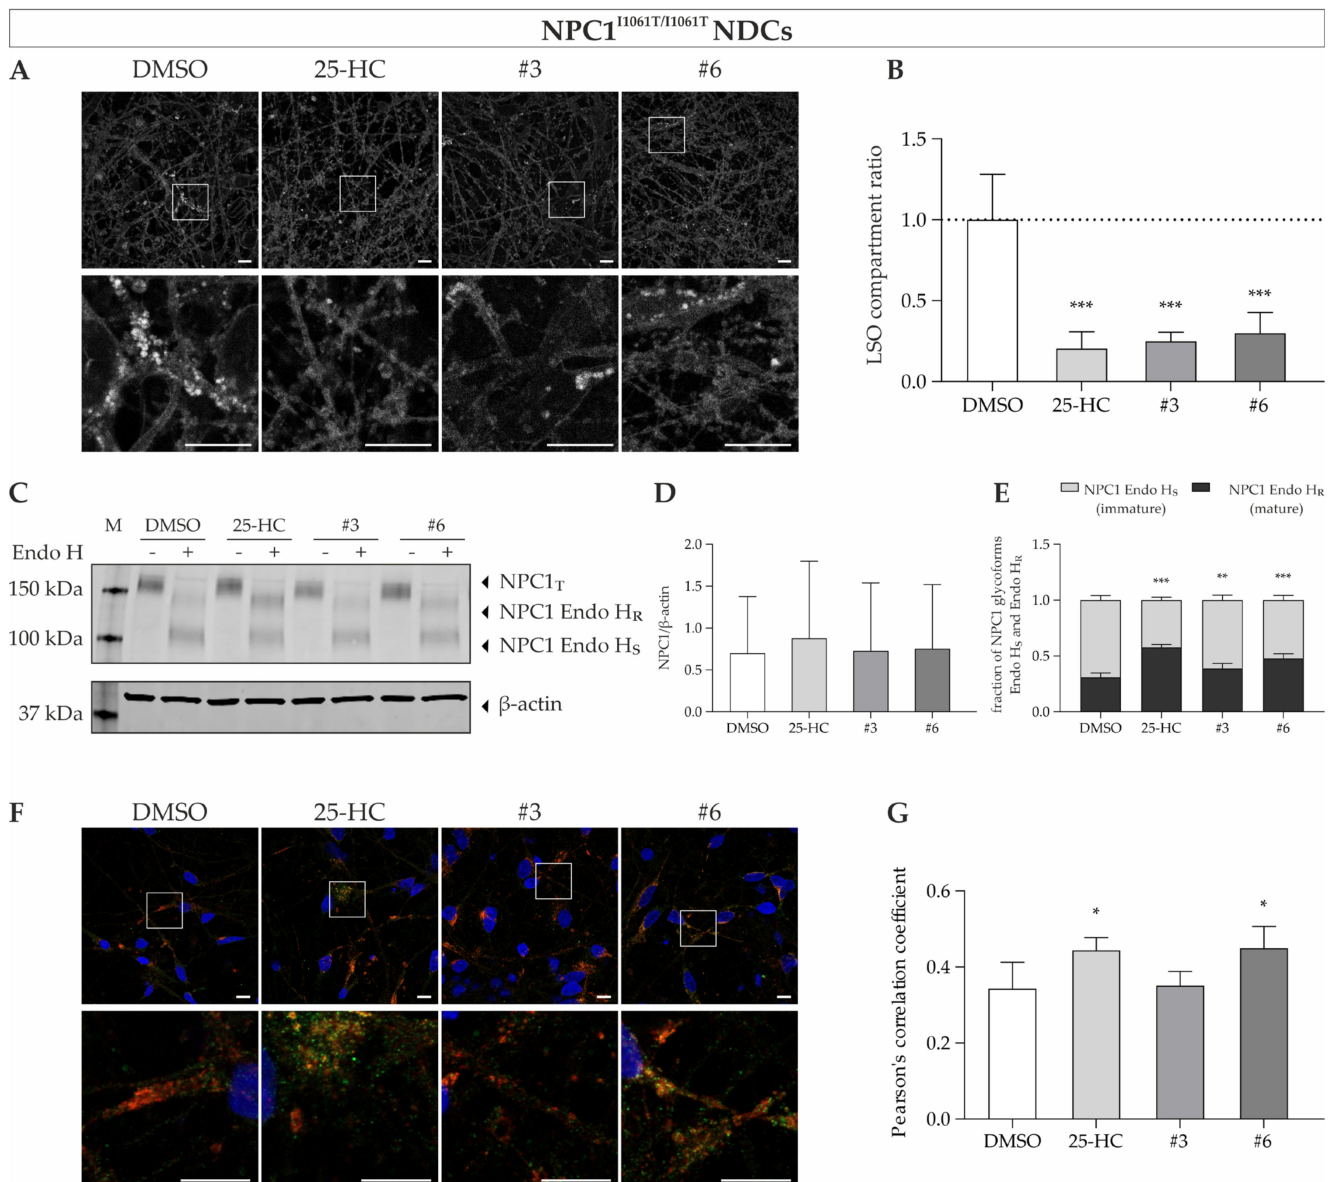 NPC1^I1061T/I1061T NDCs
A
DMSO 25-HC #3 #6
B
LSO compartment ratio
1.5
1.0
0.5
0.0
DMSO 25-HC #3 #6
*** *** ***
C
M DMSO 25-HC #3 #6
Endo H - + - + - + - +
150 kDa
100 kDa
37 kDa
◀ NPC1T
◀ NPC1 Endo HR
◀ NPC1 Endo HS
◀ β-actin
D
NPC1/β-actin
2.0
1.5
1.0
0.5
0.0
DMSO 25-HC #3 #6
E
NPC1 Endo HS
(immature)
NPC1 Endo HR
(mature)
fraction of NPC1 glycoforms
Endo HS and Endo HR
1.5
1.0
0.5
0.0
*** ** ***
DMSO 25-HC #3 #6
F
DMSO 25-HC #3 #6
G
Pearson's correlation coefficient
0.6
0.4
0.2
0.0
* *
DMSO 25-HC #3 #6